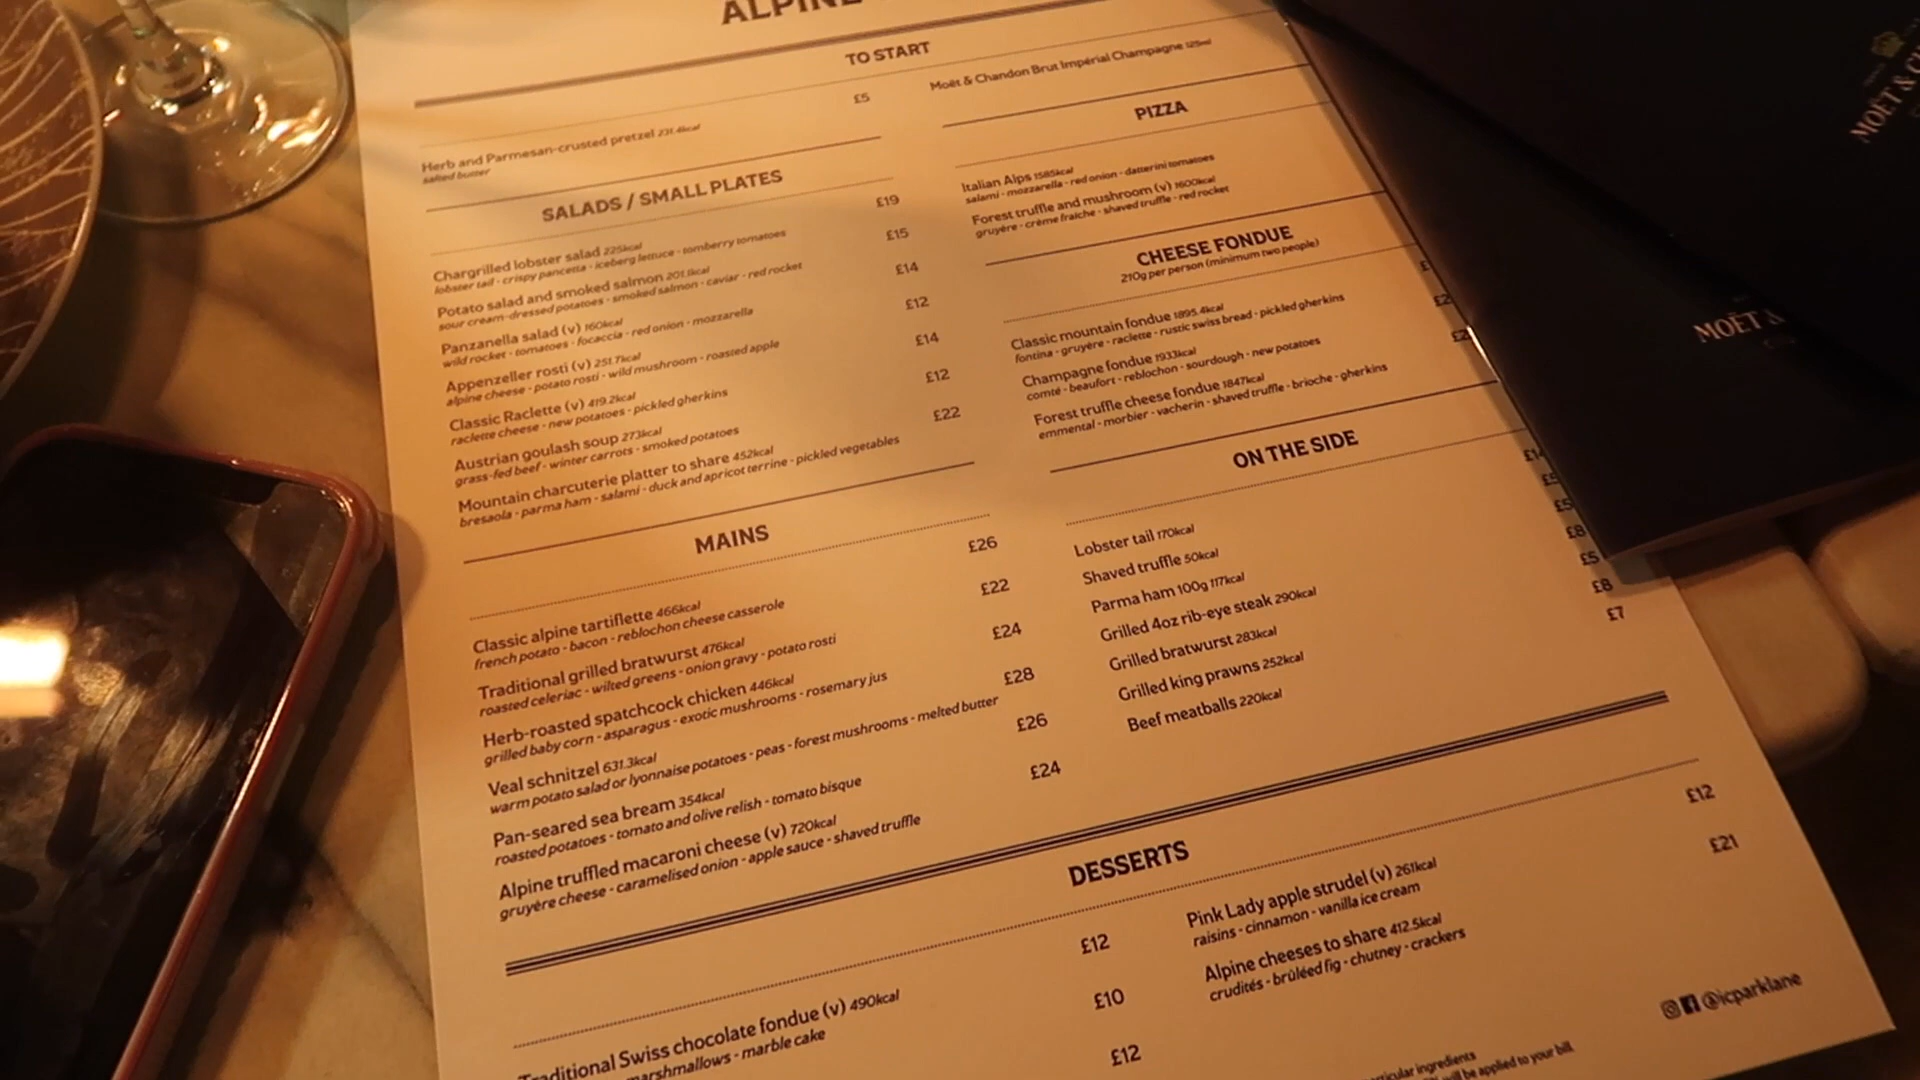 ALPINE
TO START
Herb and Parmesan-crusted pretzel 231.4kcal £5
salted butter
Moët & Chandon Brut Impérial Champagne 125ml
SALADS / SMALL PLATES
Chargrilled lobster salad 225kcal £19
lobster tail - crispy pancetta - iceberg lettuce - tomberry tomatoes
Potato salad and smoked salmon 201.1kcal £15
sour cream-dressed potatoes - smoked salmon - caviar - red rocket
Panzanella salad (v) 160kcal £14
wild rocket - tomatoes - focaccia - red onion - mozzarella
Appenzeller rosti (v) 251.7kcal £12
alpine cheese - potato rosti - wild mushroom - roasted apple
Classic Raclette (v) 419.2kcal £14
raclette cheese - new potatoes - pickled gherkins
Austrian goulash soup 273kcal £12
grass-fed beef - winter carrots - smoked potatoes
Mountain charcuterie platter to share 452kcal £22
bresaola - parma ham - salami - duck and apricot terrine - pickled vegetables
MAINS
Classic alpine tartiflette 466kcal £26
french potato - bacon - reblochon cheese casserole
Traditional grilled bratwurst 476kcal £22
roasted celeriac - wilted greens - onion gravy - potato rosti
Herb-roasted spatchcock chicken 446kcal £24
grilled baby corn - asparagus - exotic mushrooms - rosemary jus
Veal schnitzel 631.3kcal £28
warm potato salad or lyonnaise potatoes - peas - forest mushrooms - melted butter
Pan-seared sea bream 354kcal £26
roasted potatoes - tomato and olive relish - tomato bisque
Alpine truffled macaroni cheese (v) 720kcal £24
gruyère cheese - caramelised onion - apple sauce - shaved truffle
PIZZA
Italian Alps 1585kcal
salami - mozzarella - red onion - datterini tomatoes
Forest truffle and mushroom (v) 1600kcal
gruyère - crème fraiche - shaved truffle - red rocket
CHEESE FONDUE
210g per person (minimum two people)
Classic mountain fondue 1895.4kcal £
fontina - gruyère - raclette - rustic swiss bread - pickled gherkins
Champagne fondue 1933kcal £2
comté - beaufort - reblochon - sourdough - new potatoes
Forest truffle cheese fondue 1847kcal £2
emmental - morbier - vacherin - shaved truffle - brioche - gherkins
ON THE SIDE
Lobster tail 170kcal £14
Shaved truffle 50kcal £5
Parma ham 100g 117kcal £5
Grilled 4oz rib-eye steak 290kcal £8
Grilled bratwurst 283kcal £5
Grilled king prawns 252kcal £8
Beef meatballs 220kcal £7
DESSERTS
Traditional Swiss chocolate fondue (v) 490kcal £12
marshmallows - marble cake
£10
£12
Pink Lady apple strudel (v) 261kcal £12
raisins - cinnamon - vanilla ice cream
Alpine cheeses to share 412.5kcal £21
crudités - brûléed fig - chutney - crackers
@icparklane
ingredients
will be applied to your bill.
MOËT & C
MOËT &